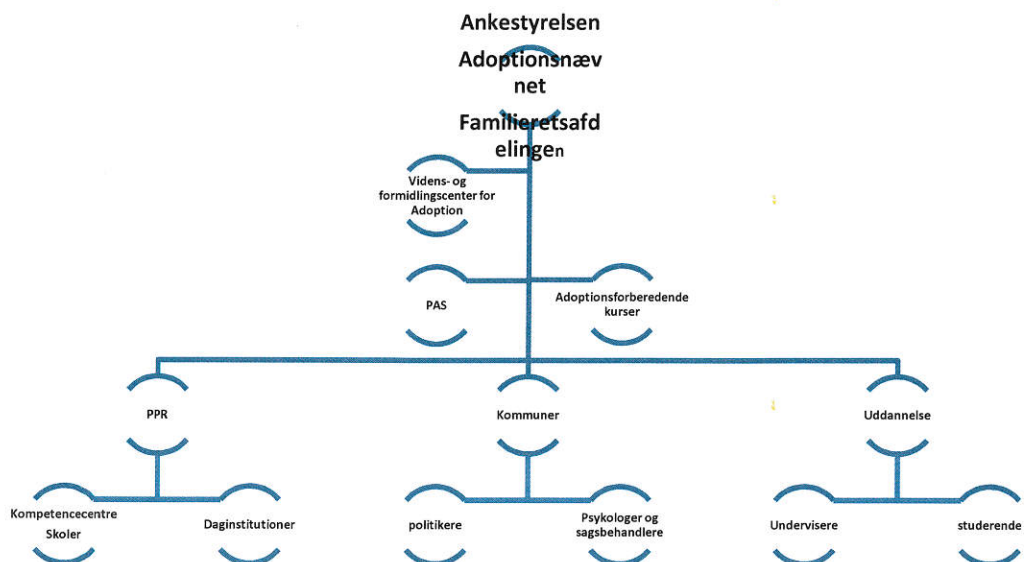 Ankestyrelsen
Adoptionsnæv
net
Familieretsafd
elingen
Videns- og
formidlingscenter for
Adoption
PAS
Adoptionsforberedende
kurser
PPR
Kommuner
Uddannelse
Kompetencecentre
Skoler
Daginstitutioner
politikere
Psykologer og
sagsbehandlere
Undervisere
studerende